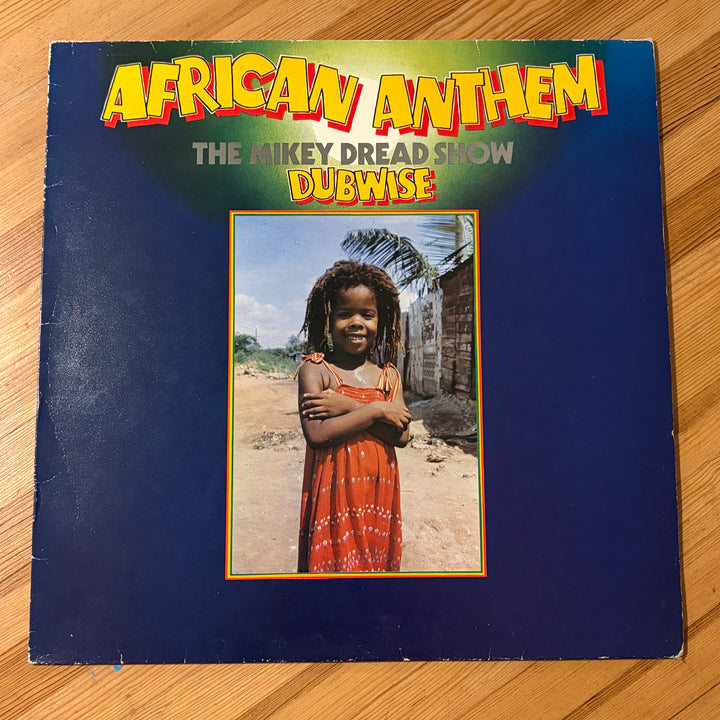 AFRICAN ANTHEM
THE MIKEY DREAD SHOW
DUBWISE